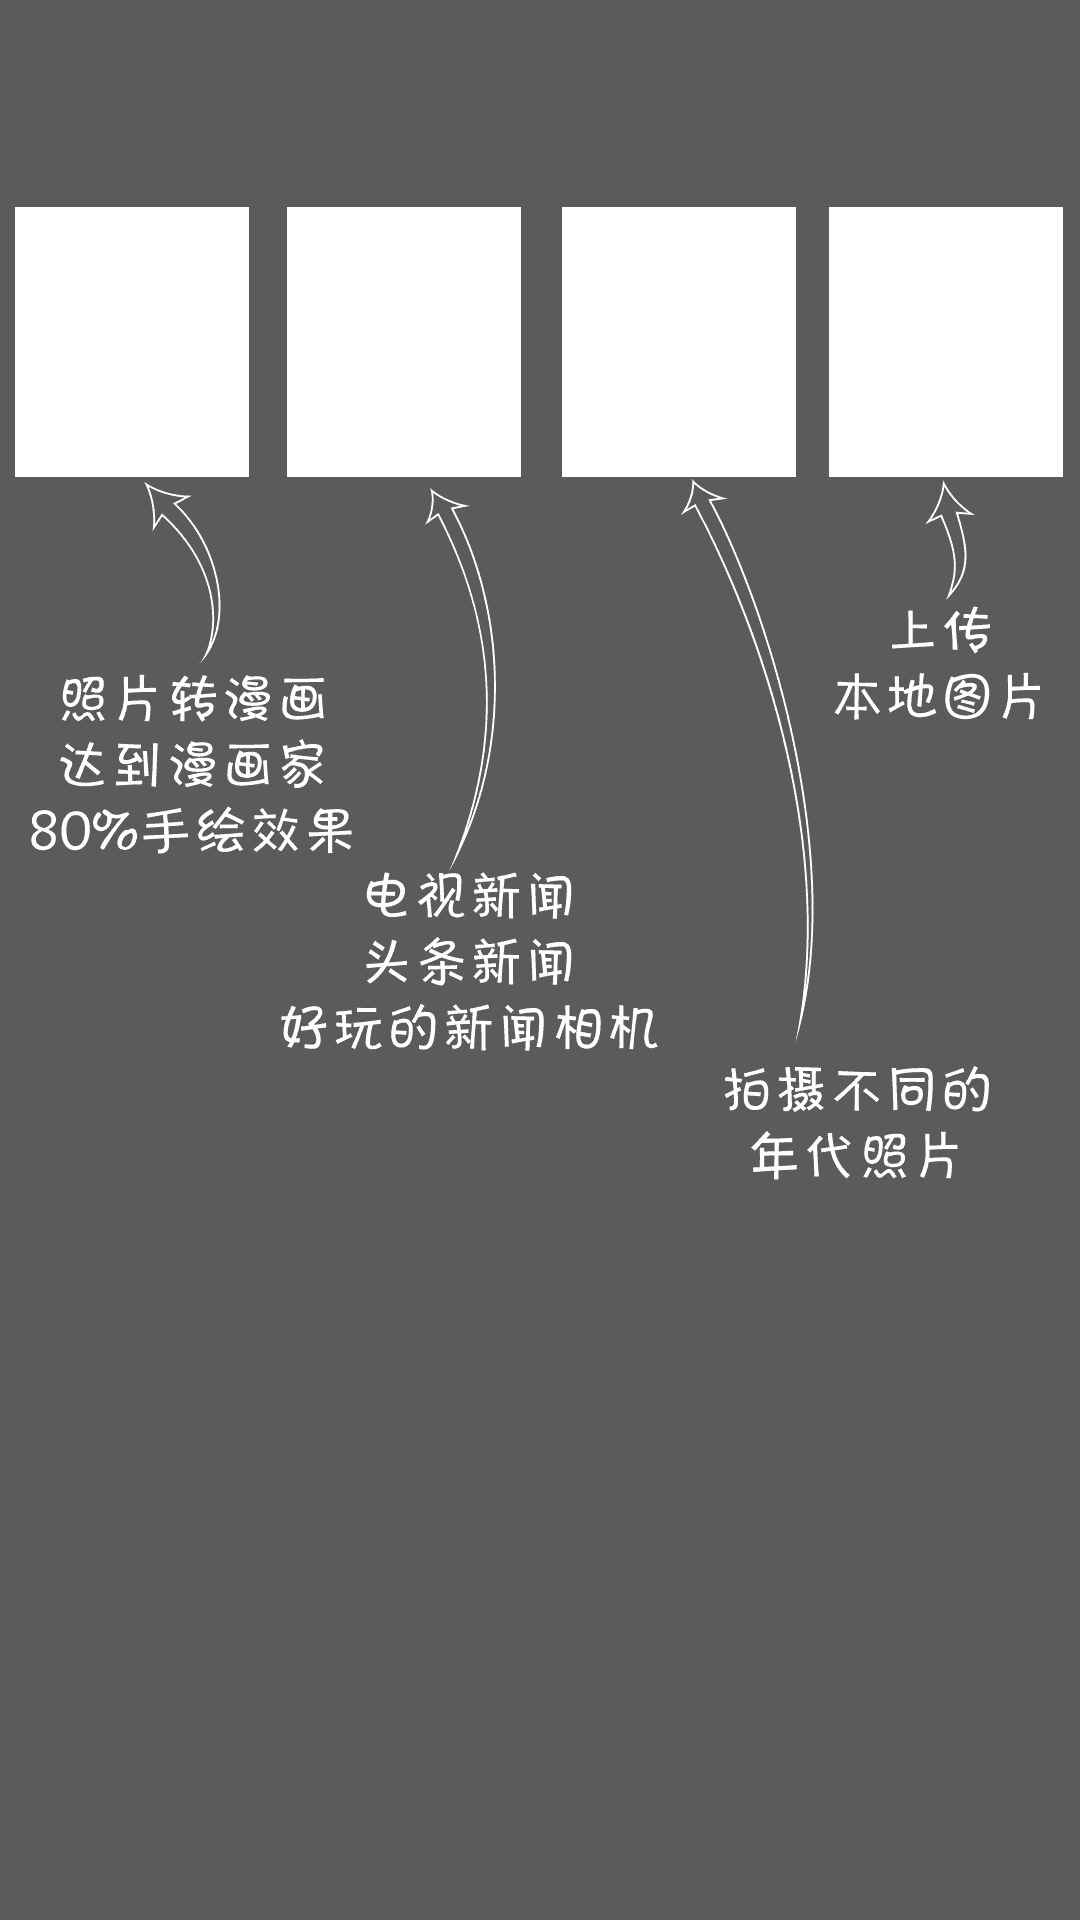 照片转漫画
达到漫画家
80%手绘效果
电视新闻
头条新闻
好玩的新闻相机
拍摄不同的
年代照片
上传
本地图片